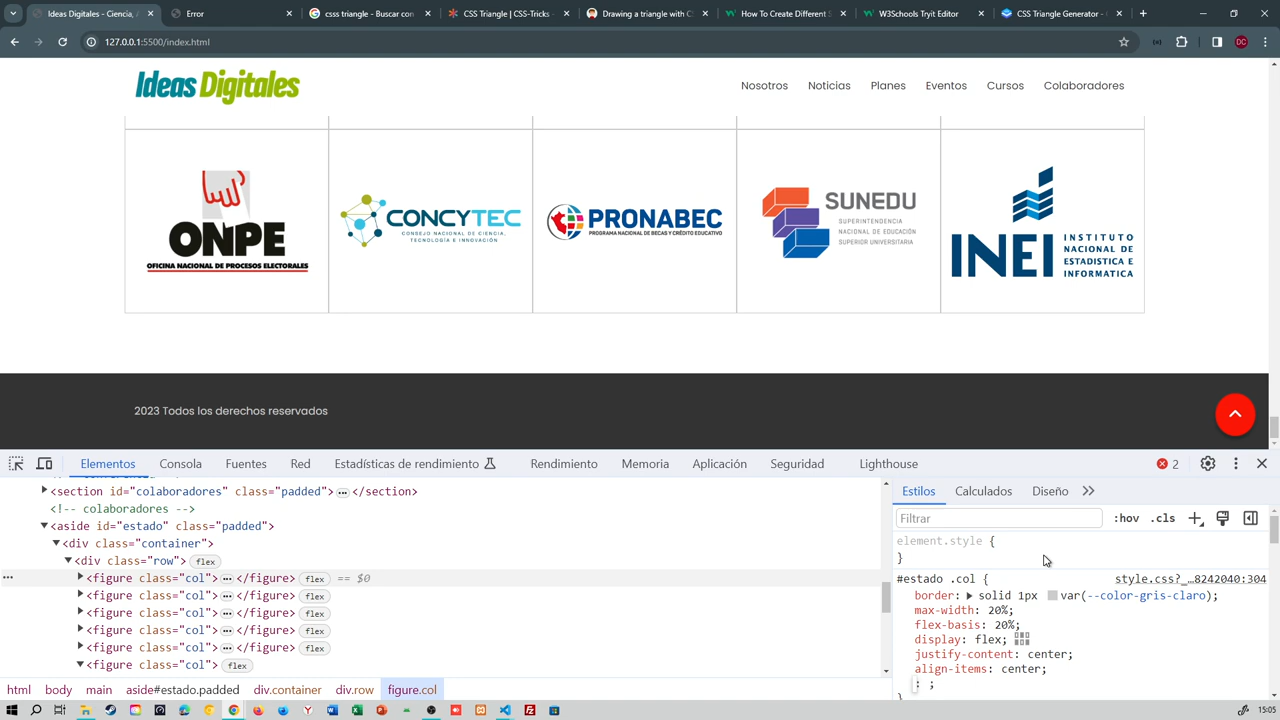 Ideas Digitales - Ciencia, A
Error
csss triangle - Buscar con
CSS Triangle | CSS-Tricks -
Drawing a triangle with C
How To Create Different S
W3Schools Tryit Editor
CSS Triangle Generator -
127.0.0.1:5500/index.html
DC
Ideas Digitales
Nosotros
Noticias
Planes
Eventos
Cursos
Colaboradores
ONPE
OFICINA NACIONAL DE PROCESOS ELECTORALES
CONCYTEC
CONSEJO NACIONAL DE CIENCIA,
TECNOLOGÍA E INNOVACIÓN
PRONABEC
PROGRAMA NACIONAL DE BECAS Y CRÉDITO EDUCATIVO
SUNEDU
SUPERINTENDENCIA
NACIONAL DE EDUCACIÓN
SUPERIOR UNIVERSITARIA
INEI
INSTITUTO
NACIONAL DE
ESTADISTICA E
INFORMATICA
2023 Todos los derechos reservados
Elementos
Consola
Fuentes
Red
Estadísticas de rendimiento
Rendimiento
Memoria
Aplicación
Seguridad
Lighthouse
2
<section id="colaboradores" class="padded"> ⋯ </section>
<!-- colaboradores -->
<aside id="estado" class="padded">
<div class="container">
<div class="row"> flex
<figure class="col"> ⋯ </figure> flex == $0
<figure class="col"> ⋯ </figure> flex
<figure class="col"> ⋯ </figure> flex
<figure class="col"> ⋯ </figure> flex
<figure class="col"> ⋯ </figure> flex
<figure class="col"> flex
html body main aside#estado.padded div.container div.row figure.col
Estilos
Calculados
Diseño
Filtrar
:hov .cls
element.style {
}
#estado .col { style.css?_…8242040:304
border: solid 1px var(--color-gris-claro);
max-width: 20%;
flex-basis: 20%;
display: flex;
justify-content: center;
align-items: center;
: ;
}
15:05